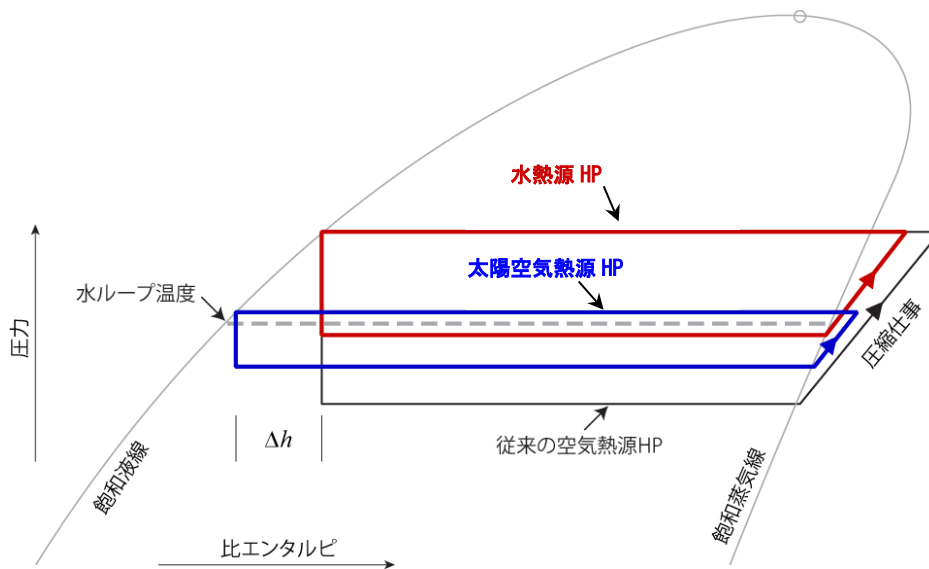 水熱源 HP
太陽空気熱源 HP
水ループ温度
圧力
圧縮仕事
Δh
従来の空気熱源HP
飽和液線
飽和蒸気線
比エンタルピ